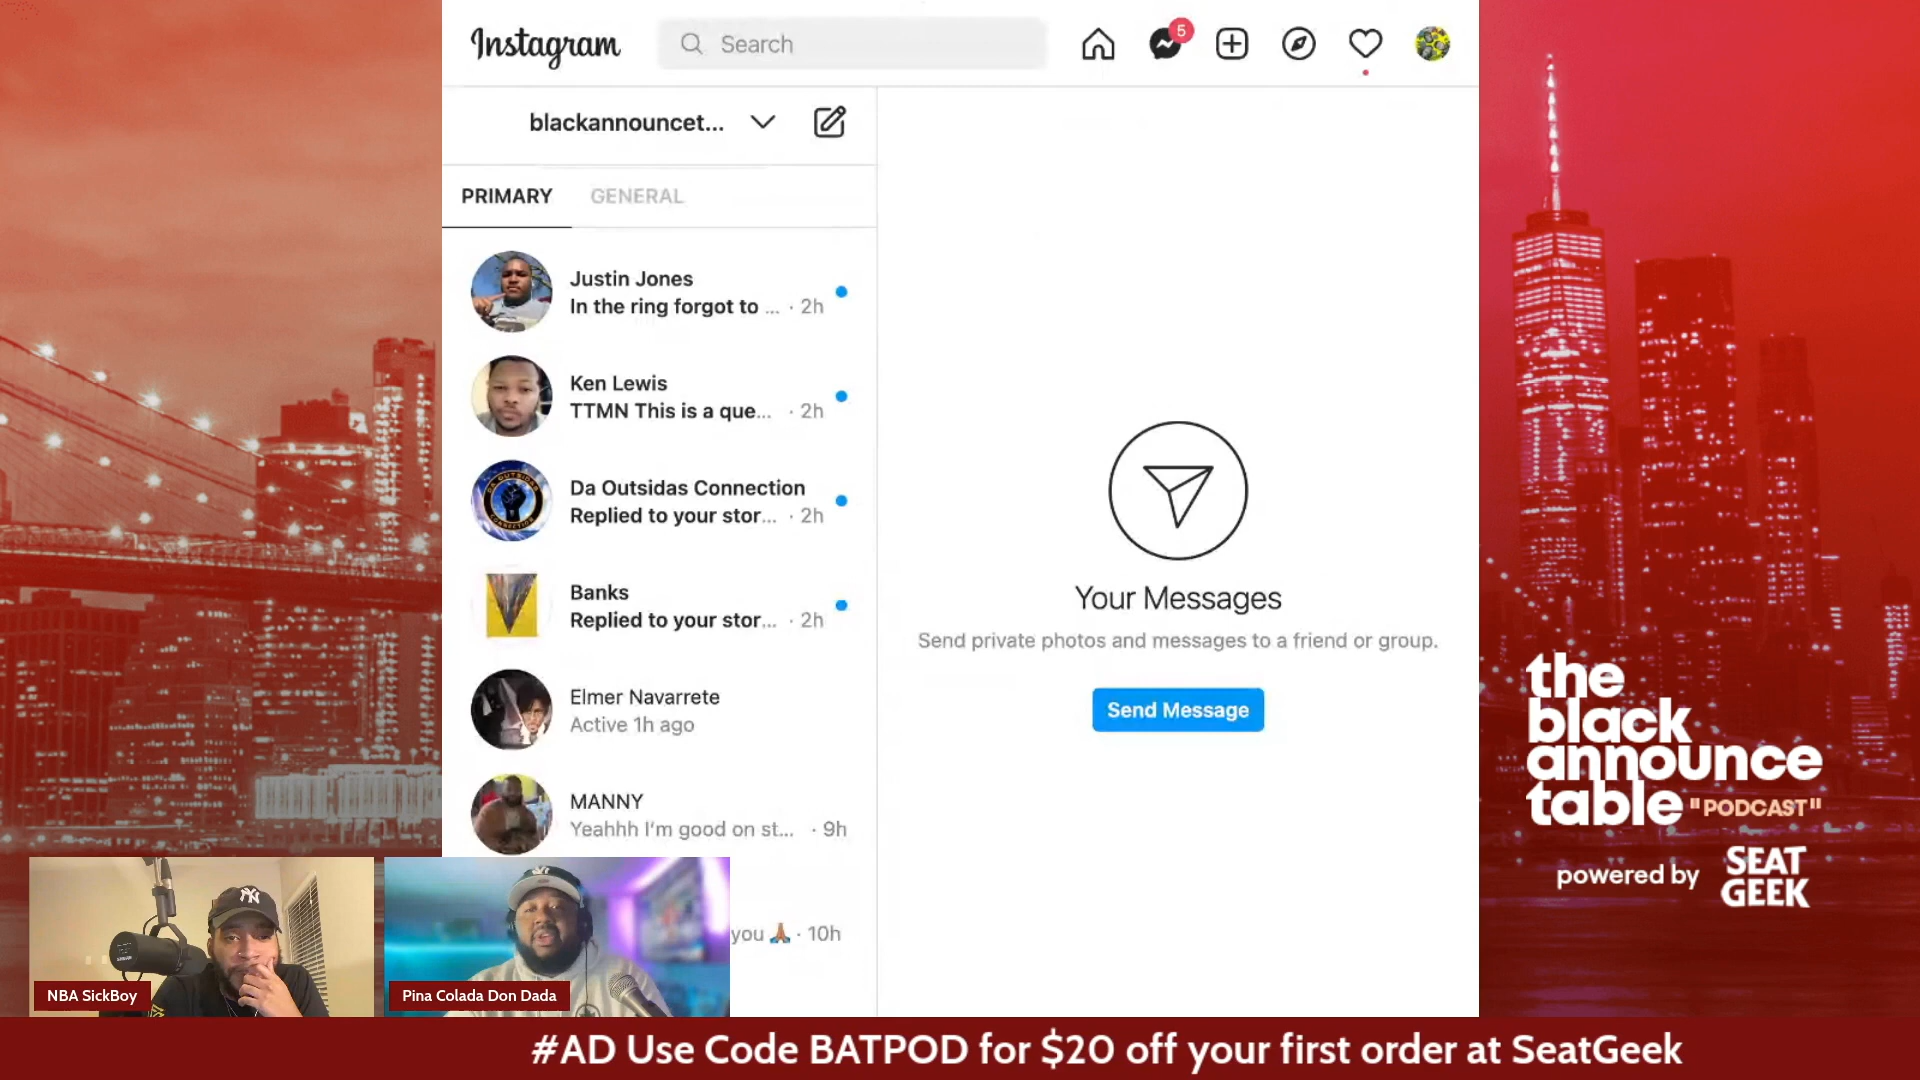 Instagram
Search
5
blackannouncet...
PRIMARY
GENERAL
Justin Jones
In the ring forgot to ... · 2h
Ken Lewis
TTMN This is a que... · 2h
Da Outsidas Connection
Replied to your stor... · 2h
Banks
Replied to your stor... · 2h
Elmer Navarrete
Active 1h ago
MANNY
Yeahhh I'm good on st... · 9h
you 🙏🏽 · 10h
Your Messages
Send private photos and messages to a friend or group.
Send Message
the
black
announce
table "PODCAST"
powered by SEAT GEEK
NBA SickBoy
Pina Colada Don Dada
#AD Use Code BATPOD for $20 off your first order at SeatGeek